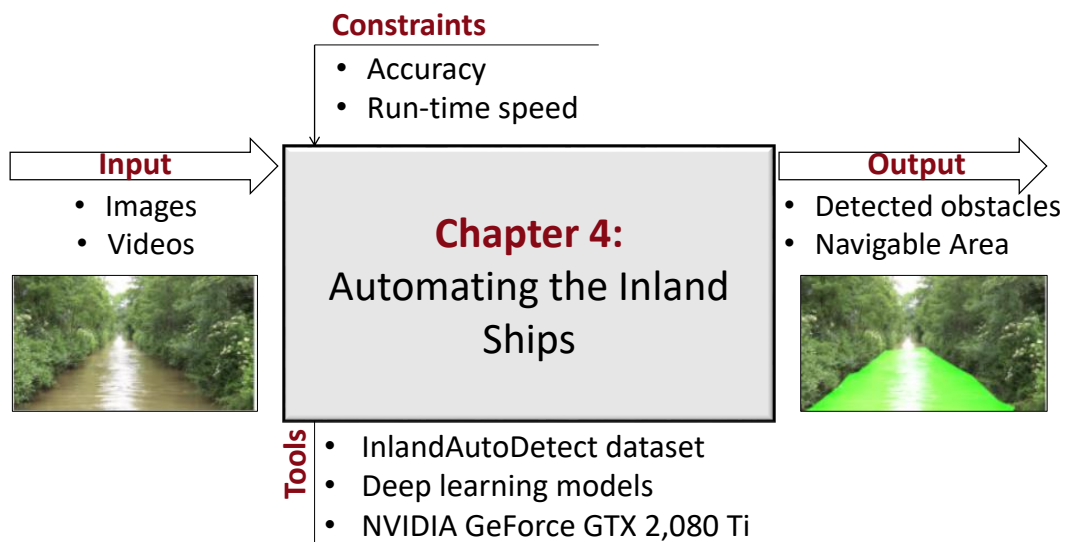 Constraints
• Accuracy
• Run-time speed
Input
• Images
• Videos
Chapter 4:
Automating the Inland
Ships
Output
• Detected obstacles
• Navigable Area
Tools
• InlandAutoDetect dataset
• Deep learning models
• NVIDIA GeForce GTX 2,080 Ti